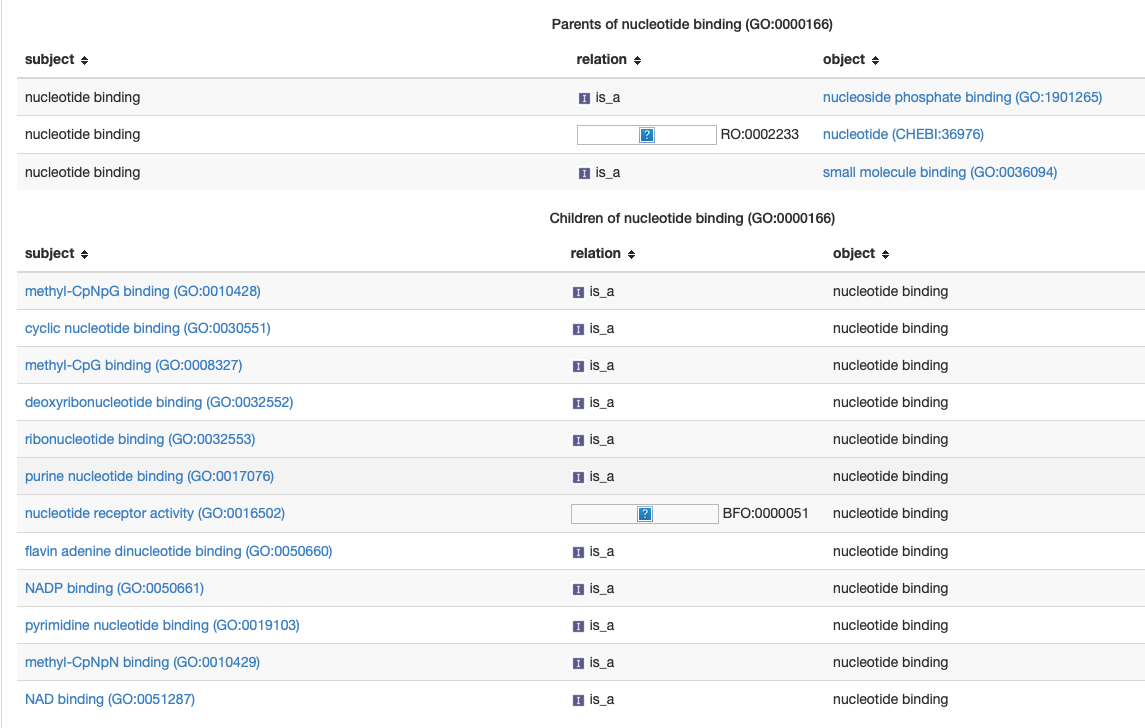 Parents of nucleotide binding (GO:0000166)
subject relation object
nucleotide binding I is_a nucleoside phosphate binding (GO:1901265)
nucleotide binding ? RO:0002233 nucleotide (CHEBI:36976)
nucleotide binding I is_a small molecule binding (GO:0036094)
Children of nucleotide binding (GO:0000166)
subject relation object
methyl-CpNpG binding (GO:0010428) I is_a nucleotide binding
cyclic nucleotide binding (GO:0030551) I is_a nucleotide binding
methyl-CpG binding (GO:0008327) I is_a nucleotide binding
deoxyribonucleotide binding (GO:0032552) I is_a nucleotide binding
ribonucleotide binding (GO:0032553) I is_a nucleotide binding
purine nucleotide binding (GO:0017076) I is_a nucleotide binding
nucleotide receptor activity (GO:0016502) ? BFO:0000051 nucleotide binding
flavin adenine dinucleotide binding (GO:0050660) I is_a nucleotide binding
NADP binding (GO:0050661) I is_a nucleotide binding
pyrimidine nucleotide binding (GO:0019103) I is_a nucleotide binding
methyl-CpNpN binding (GO:0010429) I is_a nucleotide binding
NAD binding (GO:0051287) I is_a nucleotide binding